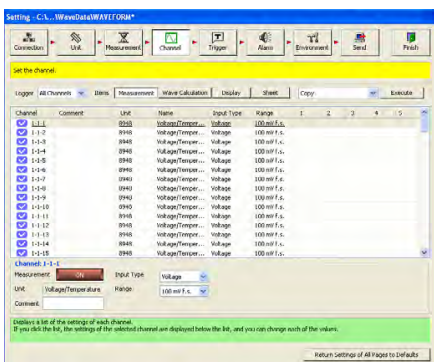 Setting - C:\...\WaveData\WAVEFORM*
Connection Unit Measurement Channel Trigger Alarm Environment Send Finish
Set the channel.
Logger All Channels Items Measurement Wave Calculation Display Sheet Copy Execute
Channel Comment Unit Name Input Type Range 1 2 3 4 5
1-1-1 8948 Voltage/Temper... Voltage 100 mV f.s.
1-1-2 8948 Voltage/Temper... Voltage 100 mV f.s.
1-1-3 8948 Voltage/Temper... Voltage 100 mV f.s.
1-1-4 8948 Voltage/Temper... Voltage 100 mV f.s.
1-1-5 8948 Voltage/Temper... Voltage 100 mV f.s.
1-1-6 8948 Voltage/Temper... Voltage 100 mV f.s.
1-1-7 8948 Voltage/Temper... Voltage 100 mV f.s.
1-1-8 8948 Voltage/Temper... Voltage 100 mV f.s.
1-1-9 8948 Voltage/Temper... Voltage 100 mV f.s.
1-1-10 8948 Voltage/Temper... Voltage 100 mV f.s.
1-1-11 8948 Voltage/Temper... Voltage 100 mV f.s.
1-1-12 8948 Voltage/Temper... Voltage 100 mV f.s.
1-1-13 8948 Voltage/Temper... Voltage 100 mV f.s.
1-1-14 8948 Voltage/Temper... Voltage 100 mV f.s.
1-1-15 8948 Voltage/Temper... Voltage 100 mV f.s.
Channel: 1-1-1
Measurement ON Input Type Voltage
Unit Voltage/Temperature Range 100 mV f.s.
Comment
Displays a list of the settings of each channel.
If you click the list, the settings of the selected channel are displayed below the list, and you can change each of the values.
Return Settings of All Pages to Defaults